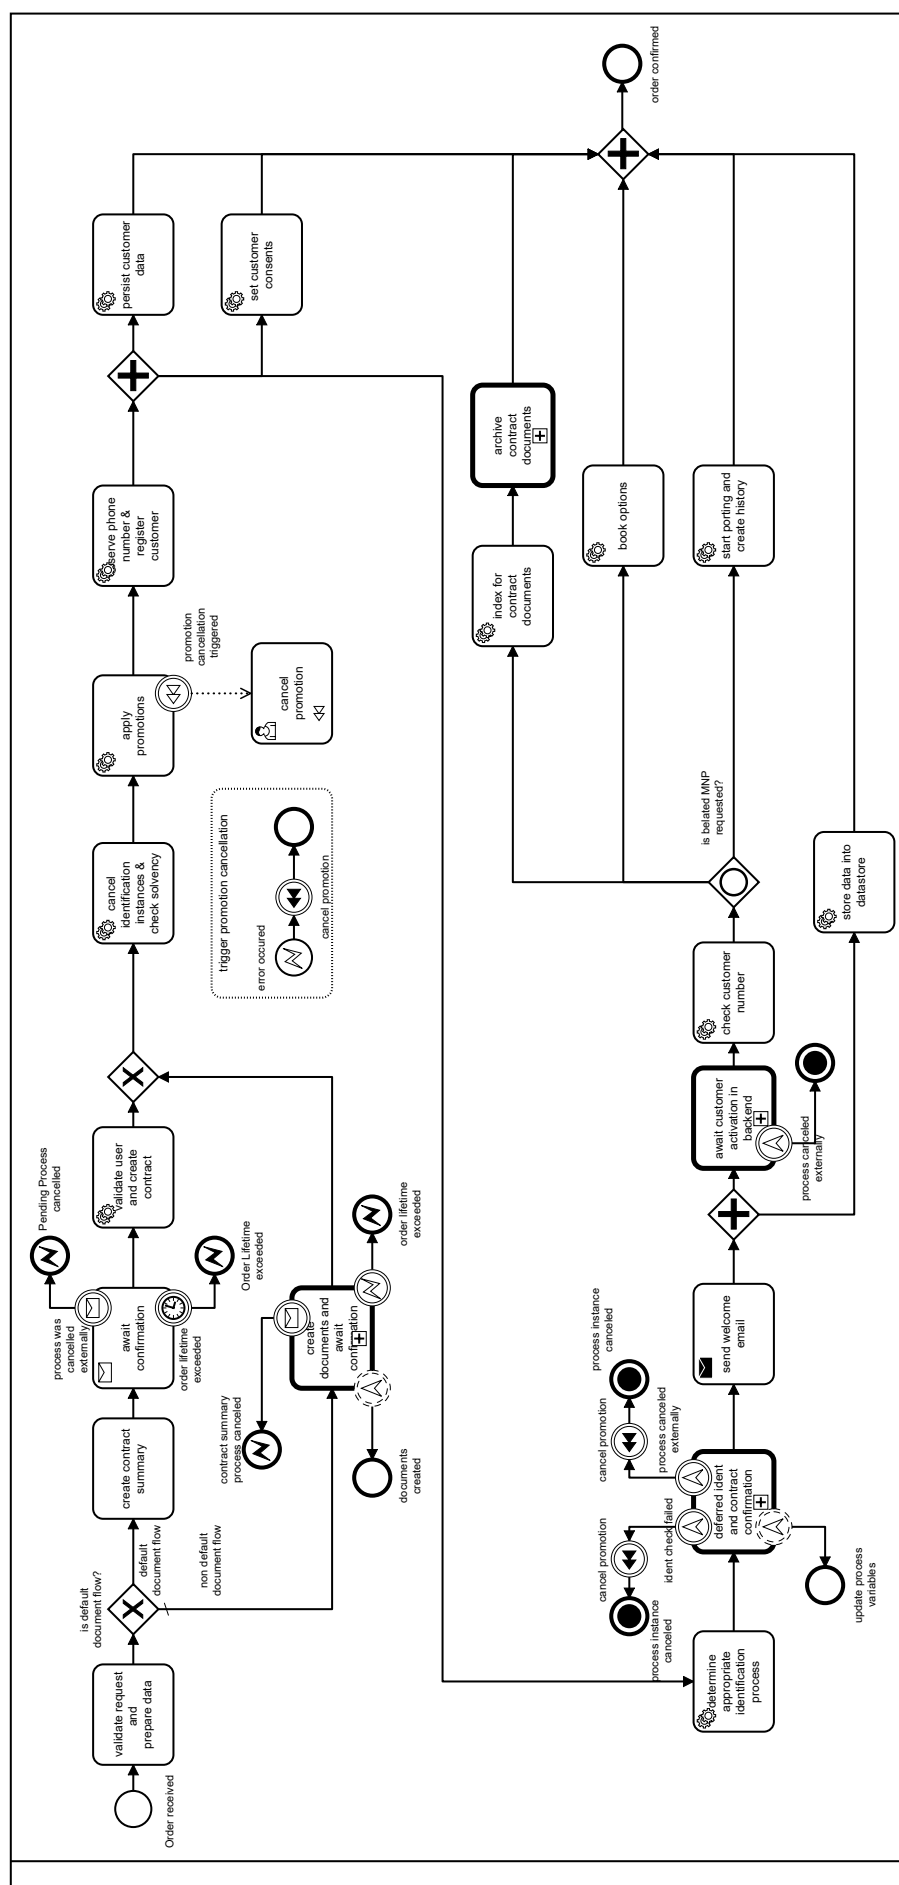 Order received
validate request
and
prepare data
is default
document flow?
default
document flow
non default
document flow
create contract
summary
process was
cancelled
externally
Pending Process
cancelled
await
confirmation
order lifetime
exceeded
Order Lifetime
exceeded
validate user
and create
contract
contract summary
process canceled
create
documents and
await
confirmation
order lifetime
exceeded
documents
created
cancel
identification
instances &
check solvency
apply
promotions
promotion
cancellation
triggered
cancel
promotion
trigger promotion cancellation
error occured
cancel promotion
serve phone
number &
register
customer
persist customer
data
set customer
consents
determine
appropriate
identification
process
cancel promotion
process instance
canceled
ident check failed
cancel promotion
process instance
canceled
process canceled
externally
deferred ident
and contract
confirmation
update process
variables
send welcome
email
await customer
activation in
backend
process canceled
externally
check customer
number
store data into
datastore
is belated MNP
requested?
index for
contract
documents
archive
contract
documents
book options
start porting and
create history
order confirmed